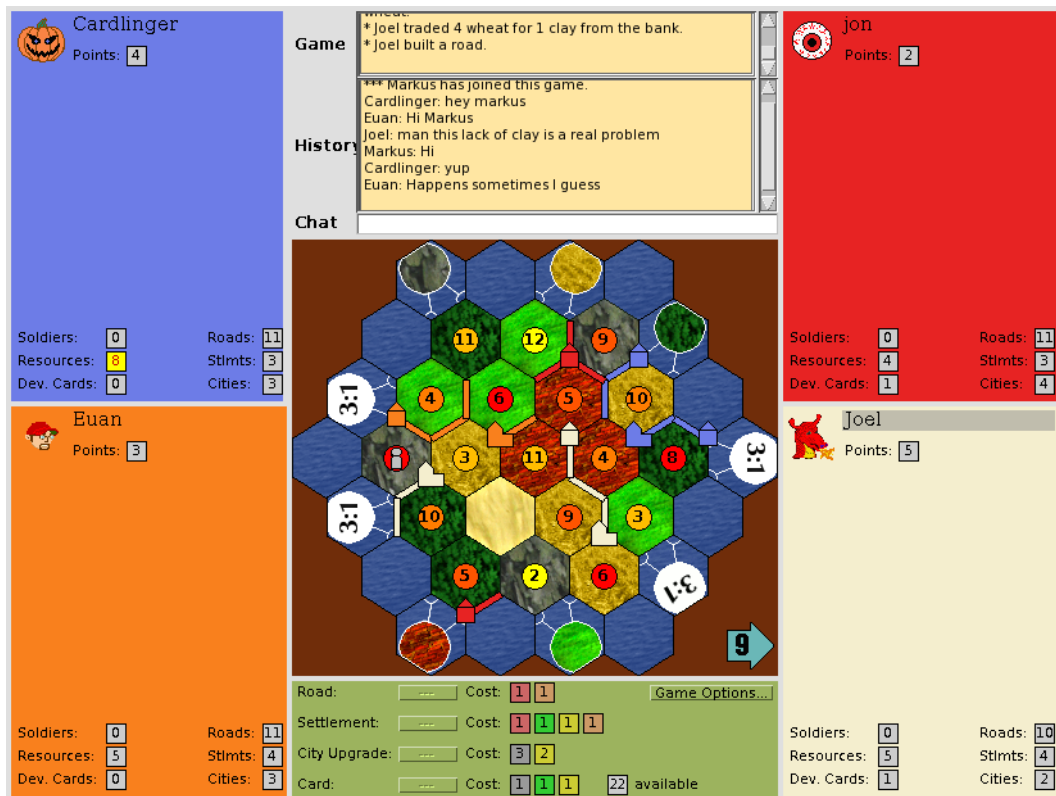 Cardlinger
Points: 4
Soldiers: 0
Roads: 11
Resources: 8
Stlmts: 3
Dev. Cards: 0
Cities: 3
Euan
Points: 3
Soldiers: 0
Roads: 11
Resources: 5
Stlmts: 4
Dev. Cards: 0
Cities: 3
Game
wheat.
* Joel traded 4 wheat for 1 clay from the bank.
* Joel built a road.
History
*** Markus has joined this game.
Cardlinger: hey markus
Euan: Hi Markus
Joel: man this lack of clay is a real problem
Markus: Hi
Cardlinger: yup
Euan: Happens sometimes I guess
Chat
11 12 9
3:1 4 6 5 10
3 11 4 8 3:1
3:1 10 9 3
5 2 6 3:1
9
Road: --- Cost: 1 1 Game Options...
Settlement: --- Cost: 1 1 1 1
City Upgrade: --- Cost: 3 2
Card: --- Cost: 1 1 1 22 available
jon
Points: 2
Soldiers: 0
Roads: 11
Resources: 4
Stlmts: 3
Dev. Cards: 1
Cities: 4
Joel
Points: 5
Soldiers: 0
Roads: 10
Resources: 5
Stlmts: 4
Dev. Cards: 1
Cities: 2